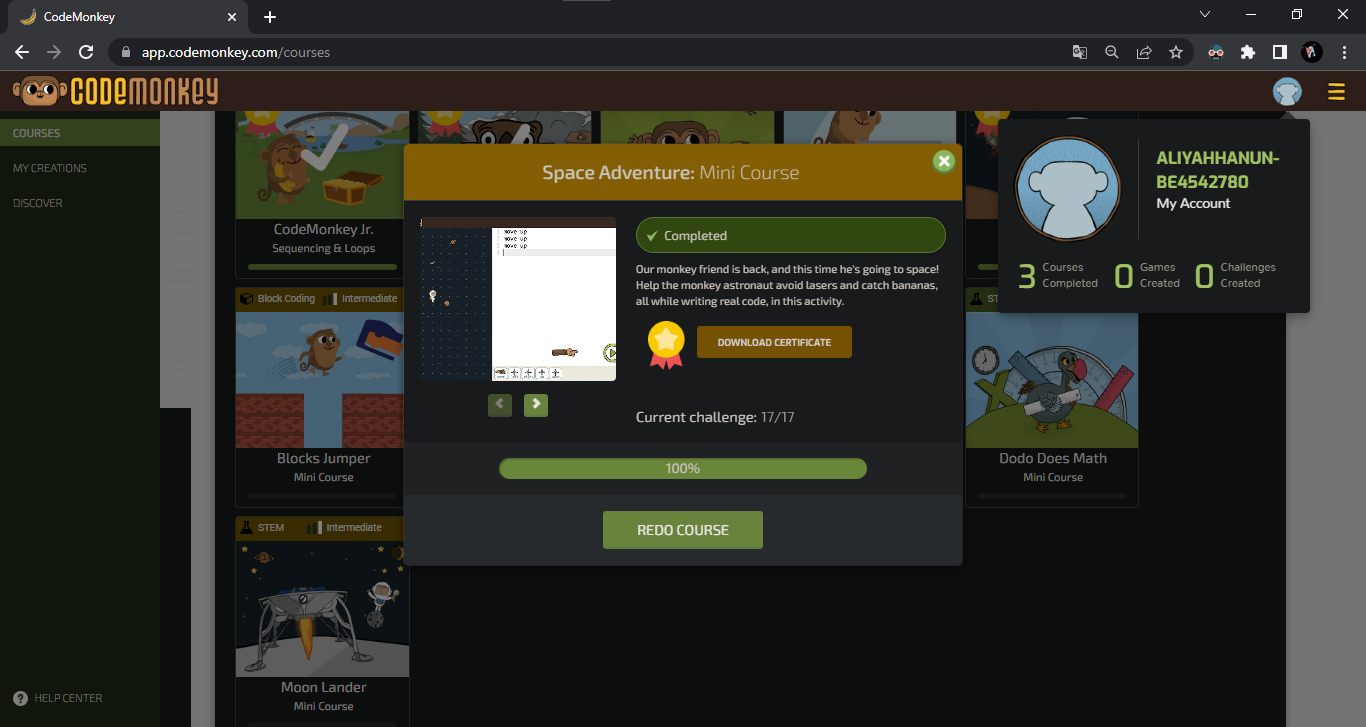 CodeMonkey
app.codemonkey.com/courses
CODEMONKEY
COURSES
MY CREATIONS
DISCOVER
HELP CENTER
CodeMonkey Jr.
Sequencing & Loops
Block Coding
Intermediate
Blocks Jumper
Mini Course
STEM
Intermediate
Moon Lander
Mini Course
Space Adventure: Mini Course
1 move up
2 move up
3 move up
4
Completed
Our monkey friend is back, and this time he's going to space!
Help the monkey astronaut avoid lasers and catch bananas,
all while writing real code, in this activity.
DOWNLOAD CERTIFICATE
Current challenge: 17/17
100%
REDO COURSE
ALIYAHHANUN-
BE4542780
My Account
3 Courses Completed
0 Games Created
0 Challenges Created
ST
Dodo Does Math
Mini Course